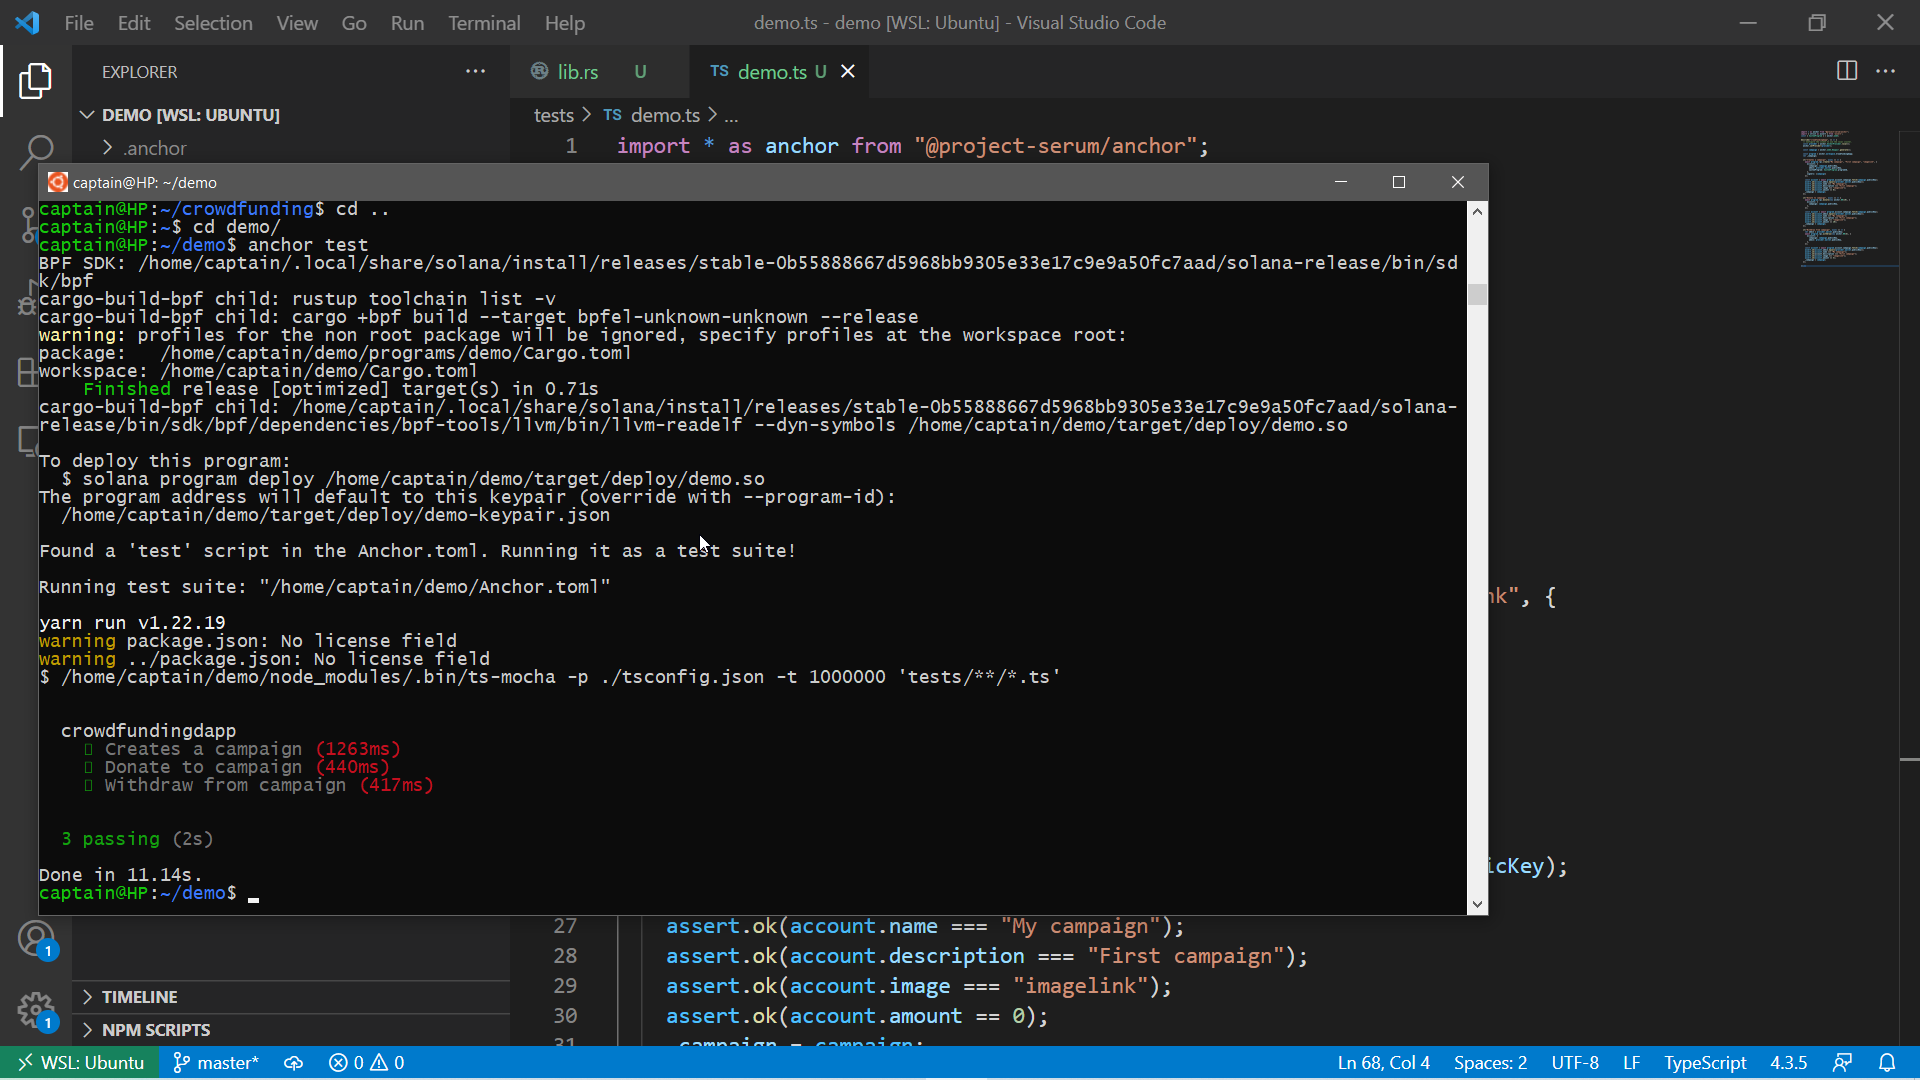 File Edit Selection View Go Run Terminal Help
demo.ts - demo [WSL: Ubuntu] - Visual Studio Code
EXPLORER
lib.rs U
TS demo.ts U
DEMO [WSL: UBUNTU]
tests > TS demo.ts > ...
> .anchor
1 import * as anchor from "@project-serum/anchor";
captain@HP: ~/demo
captain@HP:~/crowdfunding$ cd ..
captain@HP:~$ cd demo/
captain@HP:~/demo$ anchor test
BPF SDK: /home/captain/.local/share/solana/install/releases/stable-0b55888667d5968bb9305e33e17c9e9a50fc7aad/solana-release/bin/sd
k/bpf
cargo-build-bpf child: rustup toolchain list -v
cargo-build-bpf child: cargo +bpf build --target bpfel-unknown-unknown --release
warning: profiles for the non root package will be ignored, specify profiles at the workspace root:
package:   /home/captain/demo/programs/demo/Cargo.toml
workspace: /home/captain/demo/Cargo.toml
Finished release [optimized] target(s) in 0.71s
cargo-build-bpf child: /home/captain/.local/share/solana/install/releases/stable-0b55888667d5968bb9305e33e17c9e9a50fc7aad/solana-
release/bin/sdk/bpf/dependencies/bpf-tools/llvm/bin/llvm-readelf --dyn-symbols /home/captain/demo/target/deploy/demo.so
To deploy this program:
$ solana program deploy /home/captain/demo/target/deploy/demo.so
The program address will default to this keypair (override with --program-id):
/home/captain/demo/target/deploy/demo-keypair.json
Found a 'test' script in the Anchor.toml. Running it as a test suite!
Running test suite: "/home/captain/demo/Anchor.toml"
nk", {
yarn run v1.22.19
warning package.json: No license field
warning ../package.json: No license field
$ /home/captain/demo/node_modules/.bin/ts-mocha -p ./tsconfig.json -t 1000000 'tests/**/*.ts'
crowdfundingdapp
Creates a campaign (1263ms)
Donate to campaign (440ms)
Withdraw from campaign (417ms)
3 passing (2s)
icKey);
Done in 11.14s.
captain@HP:~/demo$
27 assert.ok(account.name === "My campaign");
28 assert.ok(account.description === "First campaign");
29 assert.ok(account.image === "imagelink");
30 assert.ok(account.amount == 0);
31 campaign = campaign;
1
1
> TIMELINE
> NPM SCRIPTS
WSL: Ubuntu master* 0 0 Ln 68, Col 4 Spaces: 2 UTF-8 LF TypeScript 4.3.5